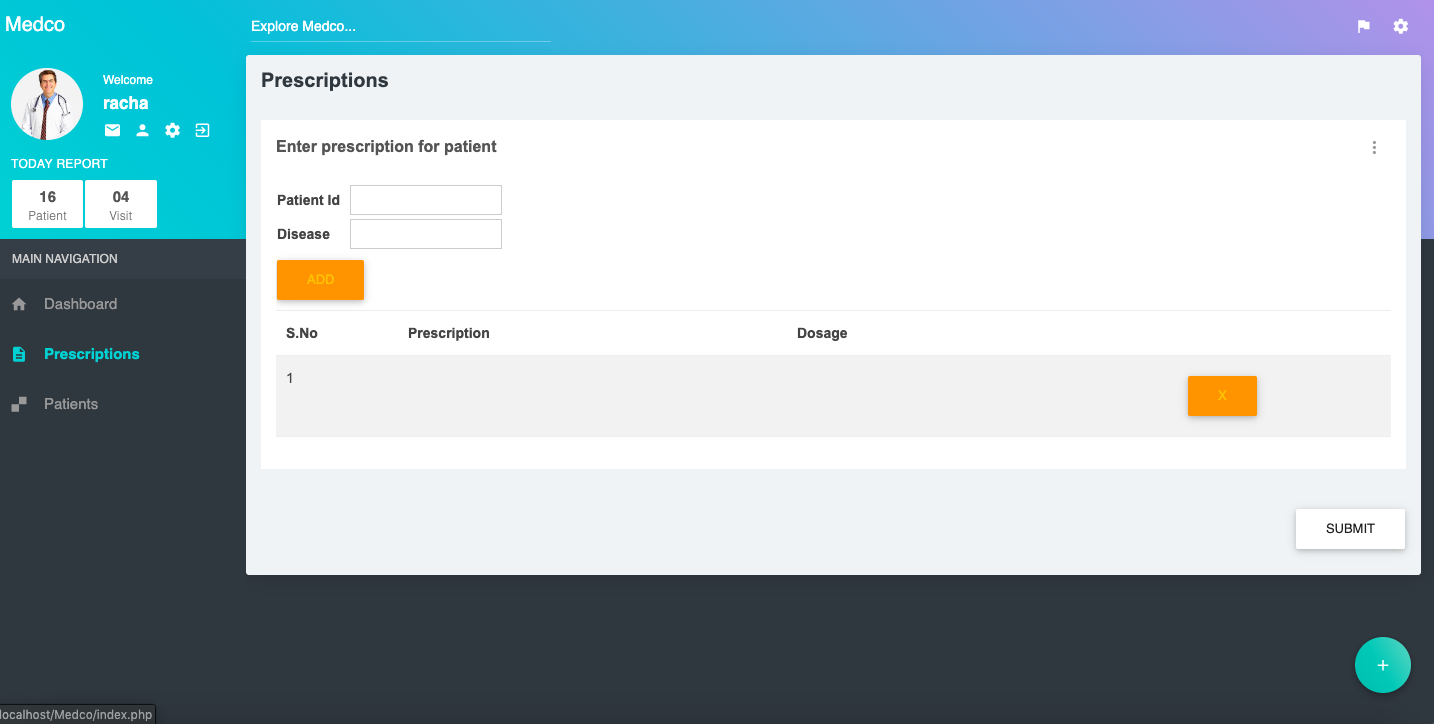 Medco
Explore Medco...
Welcome
racha
TODAY REPORT
16
Patient
04
Visit
MAIN NAVIGATION
Dashboard
Prescriptions
Patients
Prescriptions
Enter prescription for patient
Patient Id
Disease
ADD
S.No Prescription Dosage
1 X
SUBMIT
+
localhost/Medco/index.php